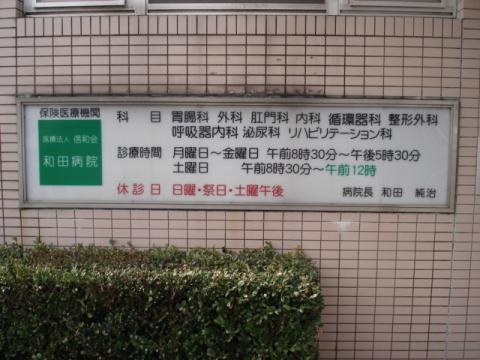 保険医療機関
医療法人 信和会
和田病院
科 目 胃腸科 外科 肛門科 内科 循環器科 整形外科
呼吸器内科 泌尿科 リハビリテーション科
診療時間 月曜日～金曜日 午前8時30分～午後5時30分
土曜日 午前8時30分～午前12時
休診日 日曜・祭日・土曜午後
病院長 和田 純治